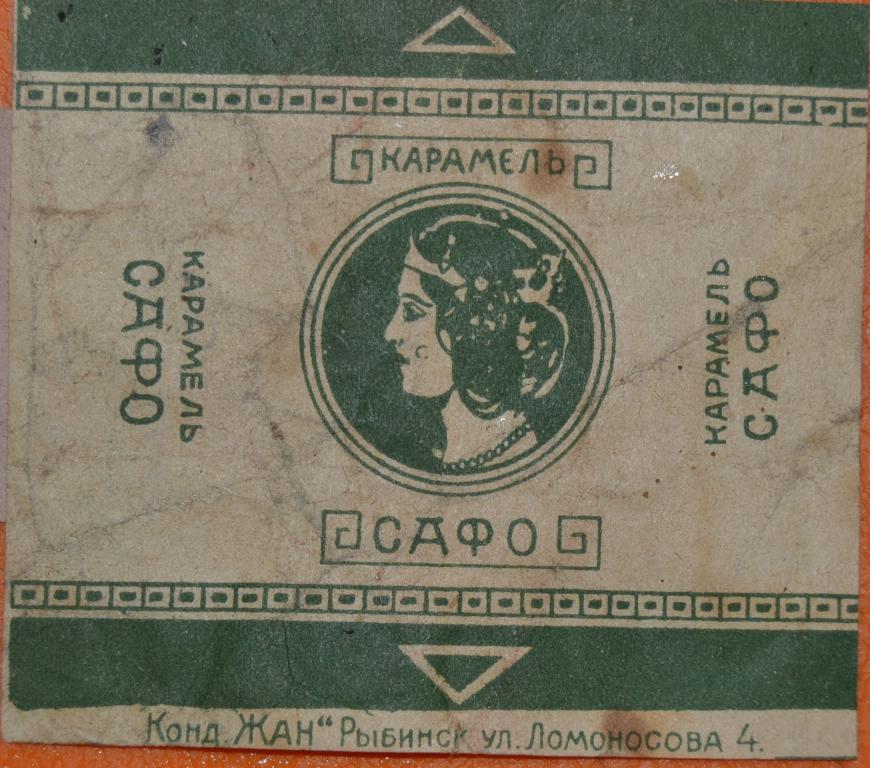 КАРАМЕЛЬ
КАРАМЕЛЬ
САФО
КАРАМЕЛЬ
САФО
САФО
Конд. ЖАН“ Рыбинск ул. Ломоносова 4.